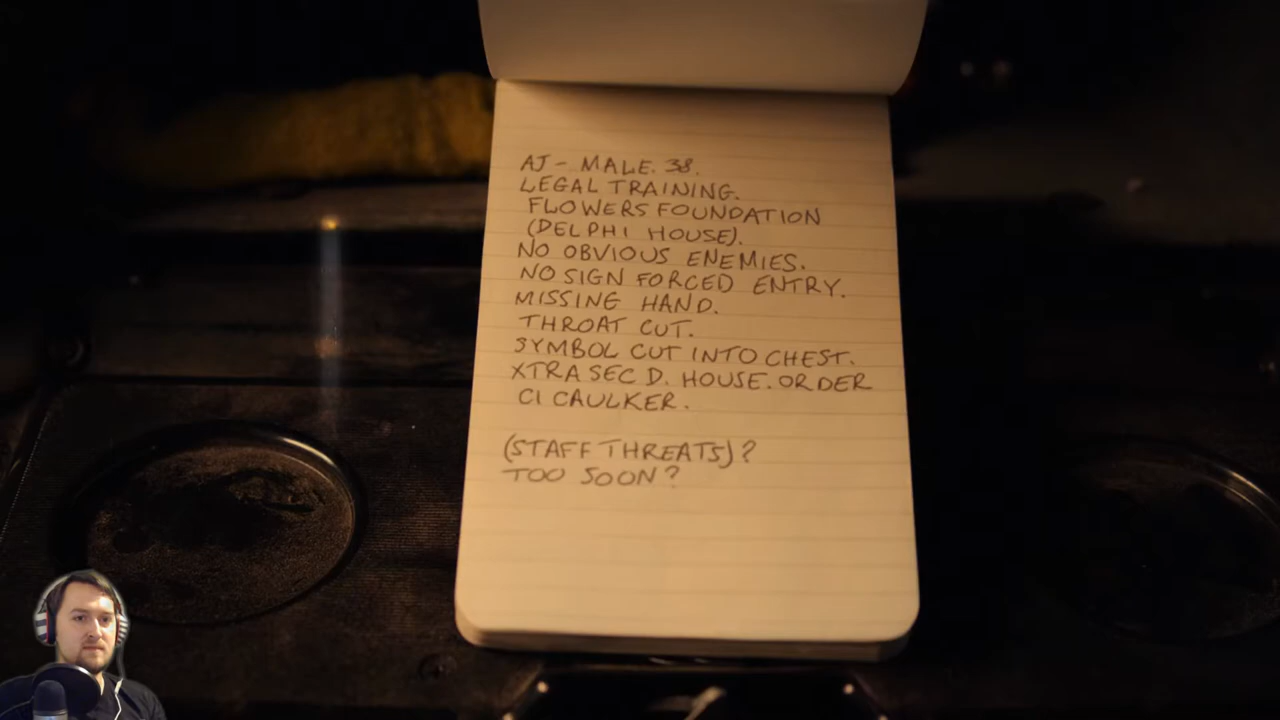 AJ - MALE. 38.
LEGAL TRAINING.
FLOWERS FOUNDATION
(DELPHI HOUSE).
NO OBVIOUS ENEMIES.
NO SIGN FORCED ENTRY.
MISSING HAND.
THROAT CUT.
SYMBOL CUT INTO CHEST.
XTRA SEC D. HOUSE. ORDER
CI CAULKER.
(STAFF THREATS)?
TOO SOON?